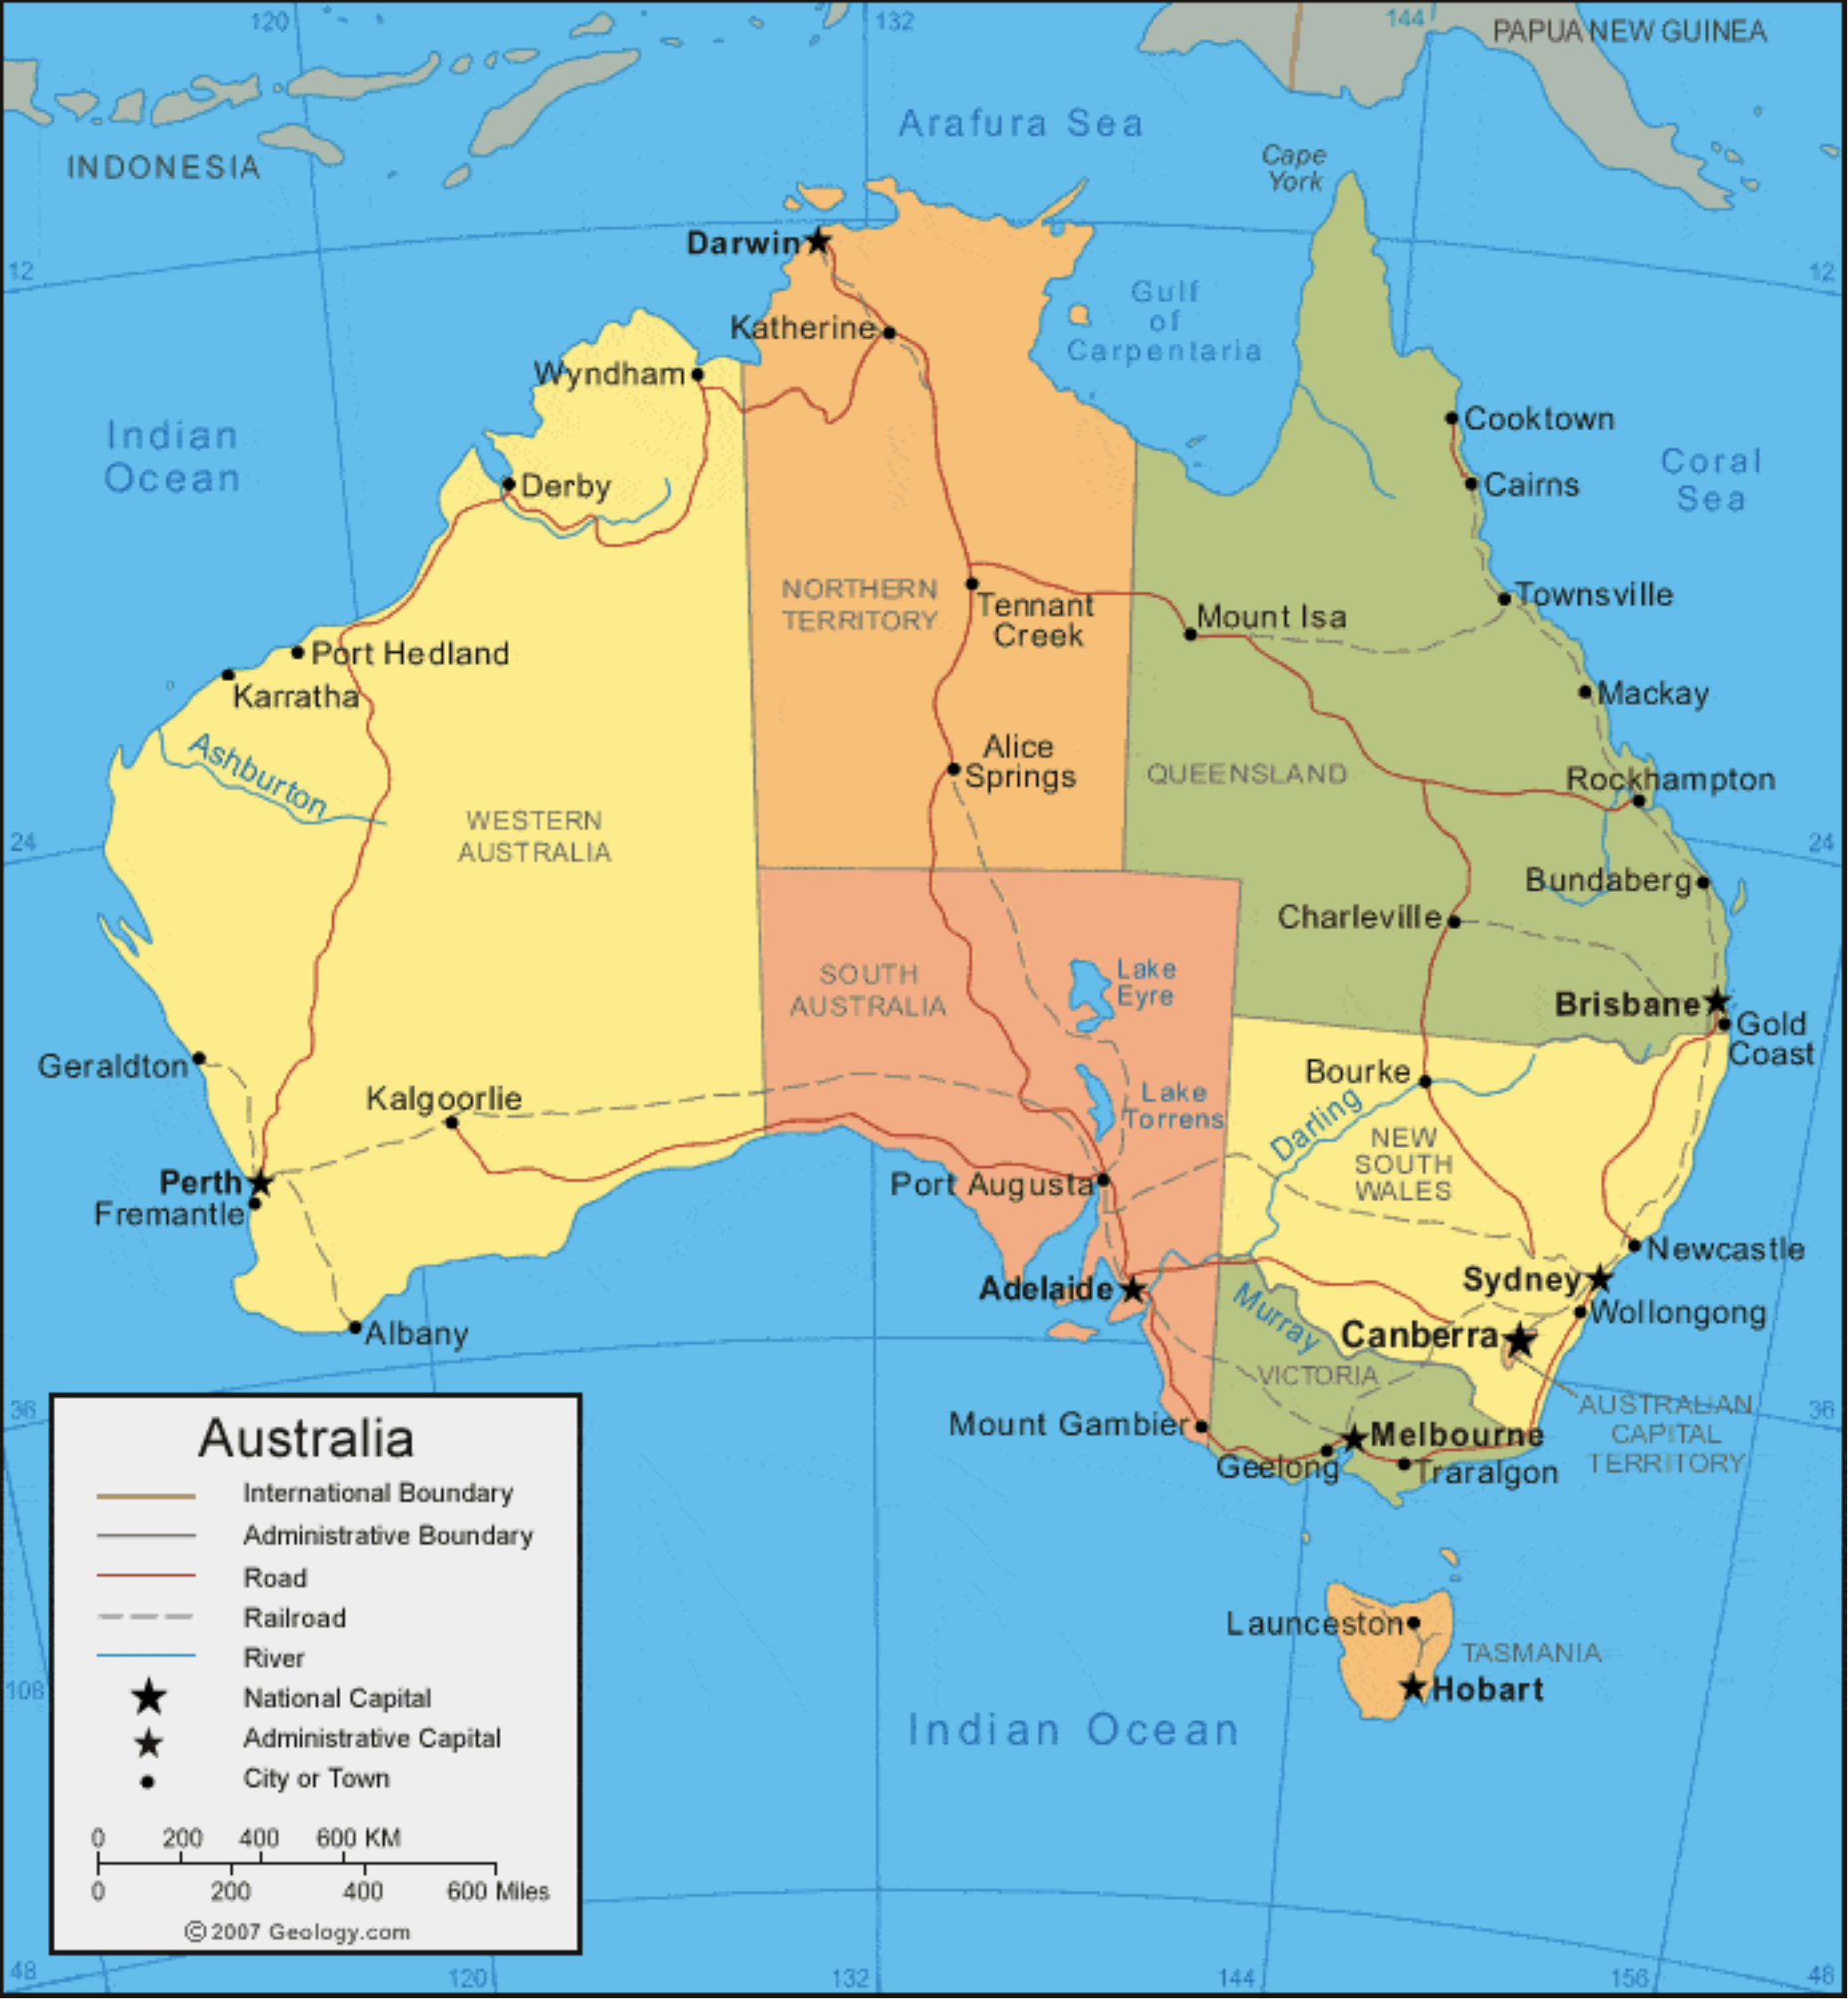 120
132
144
PAPUA NEW GUINEA
Arafura Sea
INDONESIA
Cape
York
Darwin
12
12
Gulf
of
Carpentaria
Katherine
Wyndham
Indian
Ocean
Cooktown
Coral
Sea
Derby
Cairns
NORTHERN
TERRITORY
Tennant
Creek
Mount Isa
Townsville
Port Hedland
Karratha
Mackay
Ashburton
Alice
Springs
QUEENSLAND
Rockhampton
WESTERN
AUSTRALIA
24
24
Bundaberg
Charleville
SOUTH
AUSTRALIA
Lake
Eyre
Brisbane
Gold
Coast
Geraldton
Kalgoorlie
Bourke
Lake
Torrens
Darling
NEW
SOUTH
WALES
Perth
Fremantle
Port Augusta
Newcastle
Adelaide
Sydney
Murray
Wollongong
Albany
Canberra
VICTORIA
36
36
AUSTRALIAN
CAPITAL
TERRITORY
Mount Gambier
Melbourne
Geelong
Traralgon
Launceston
TASMANIA
Hobart
Indian Ocean
108
Australia
International Boundary
Administrative Boundary
Road
Railroad
River
National Capital
Administrative Capital
City or Town
0 200 400 600 KM
0 200 400 600 Miles
© 2007 Geology.com
48
120
132
144
156
48